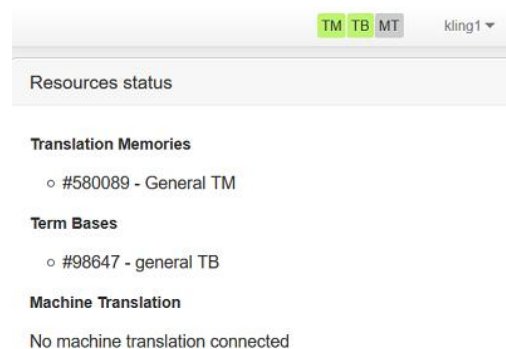 TM TB MT kling1
Resources status
Translation Memories
#580089 - General TM
Term Bases
#98647 - general TB
Machine Translation
No machine translation connected